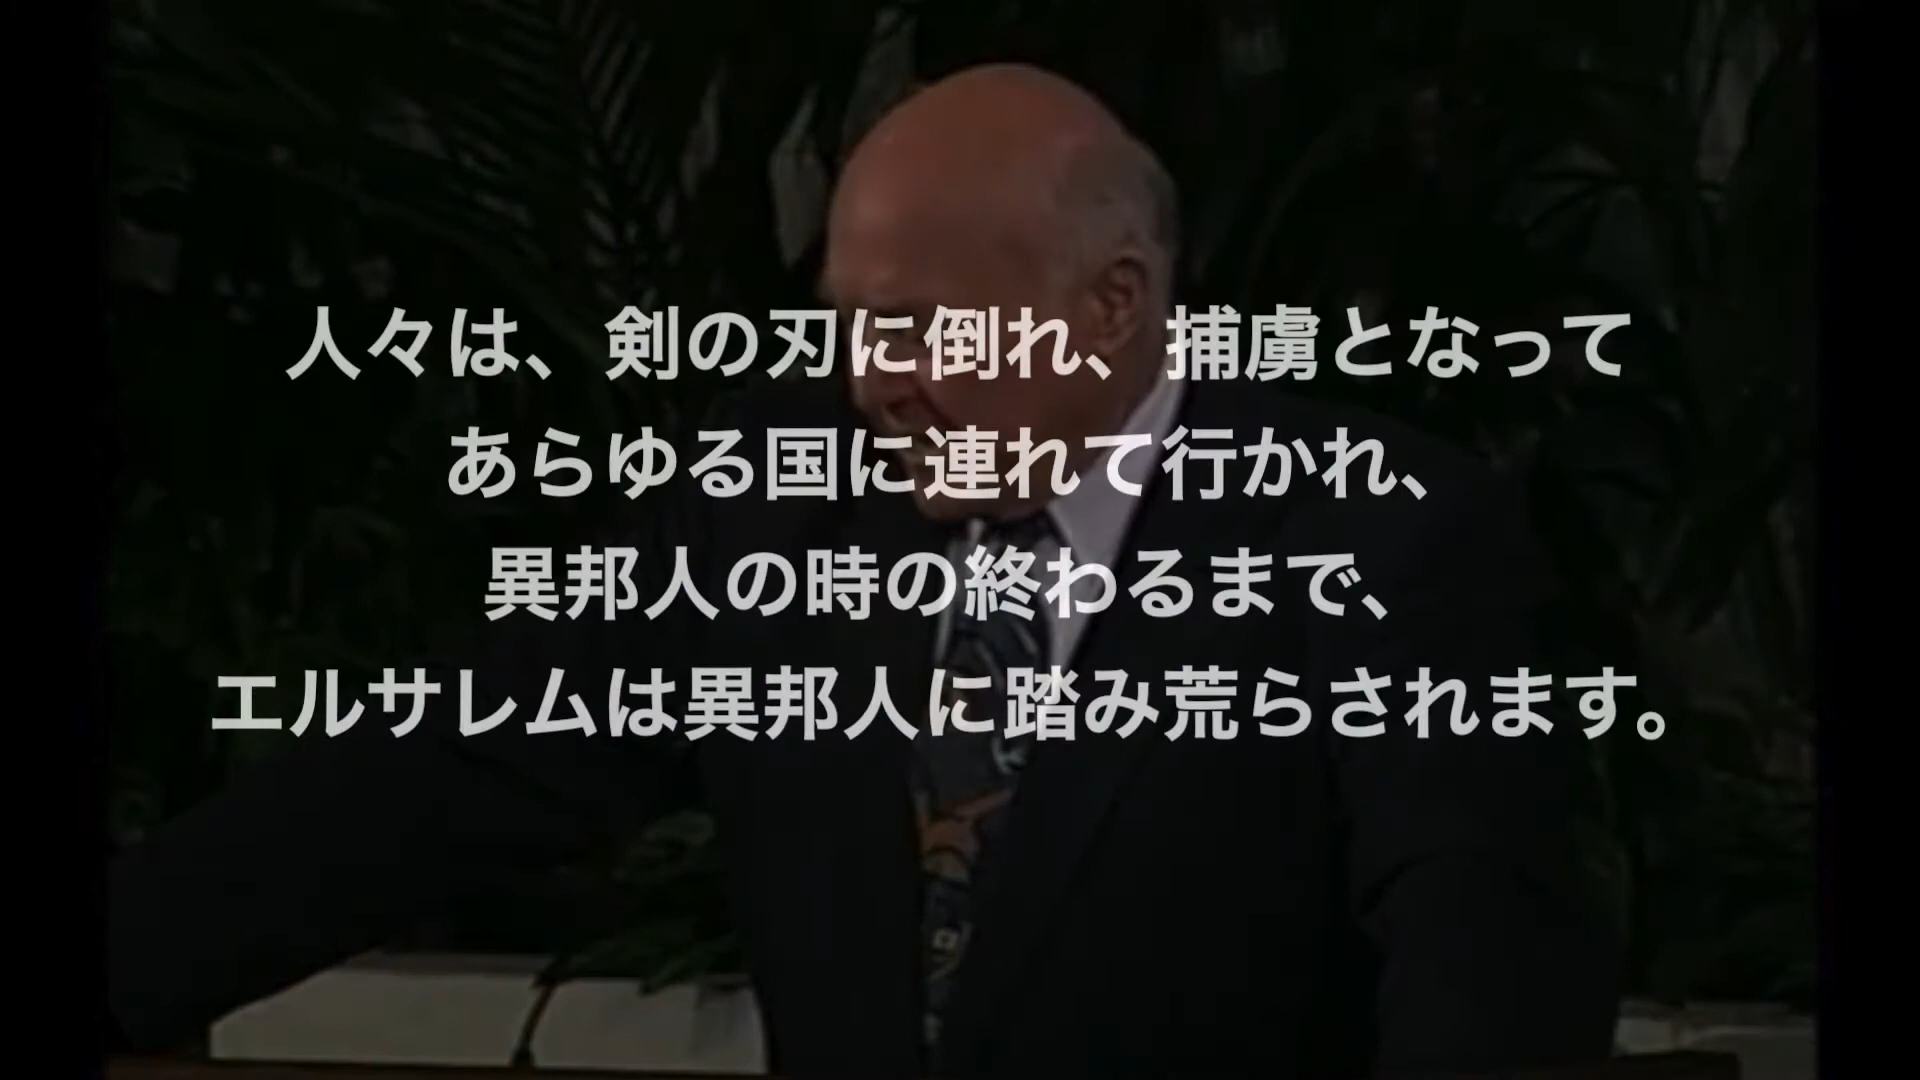 人々は、剣の刃に倒れ、捕虜となって
あらゆる国に連れて行かれ、
異邦人の時の終わるまで、
エルサレムは異邦人に踏み荒らされます。